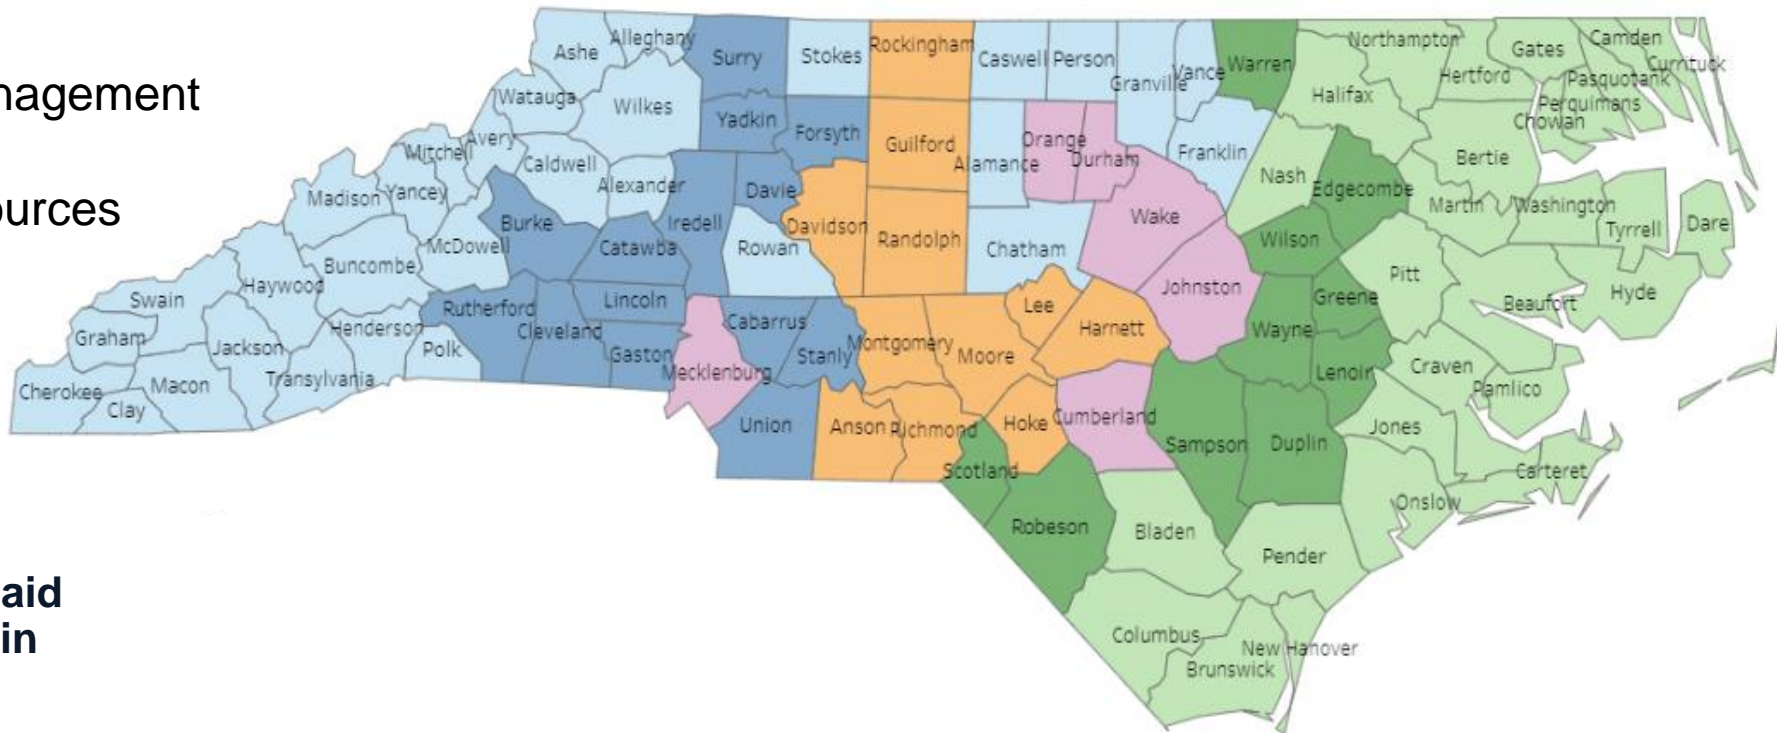 nagement
ources
aid
in
Ashe
Alleghany
Surry
Stokes
Rockingham
Caswell
Person
Granville
Vance
Warren
Northampton
Gates
Camden
Currituck
Hertford
Pasquotank
Perquimans
Chowan
Halifax
Watauga
Wilkes
Yadkin
Forsyth
Guilford
Alamance
Orange
Durham
Franklin
Nash
Edgecombe
Bertie
Mitchell
Avery
Caldwell
Alexander
Davie
Madison
Yancey
Burke
Iredell
Davidson
Randolph
Wake
Wilson
Martin
Washington
Tyrrell
Dare
McDowell
Catawba
Rowan
Chatham
Buncombe
Haywood
Swain
Rutherford
Lincoln
Johnston
Greene
Pitt
Beaufort
Hyde
Graham
Jackson
Henderson
Polk
Cleveland
Gaston
Cabarrus
Stanly
Montgomery
Moore
Lee
Harnett
Wayne
Lenoir
Craven
Pamlico
Cherokee
Clay
Macon
Transylvania
Mecklenburg
Union
Anson
Richmond
Hoke
Cumberland
Sampson
Duplin
Jones
Carteret
Onslow
Scotland
Robeson
Bladen
Pender
Columbus
Brunswick
New Hanover